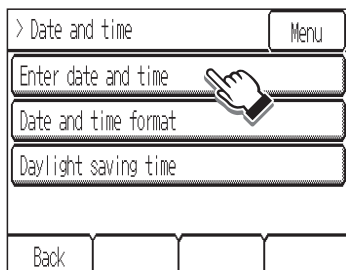 > Date and time Menu
Enter date and time
Date and time format
Daylight saving time
Back